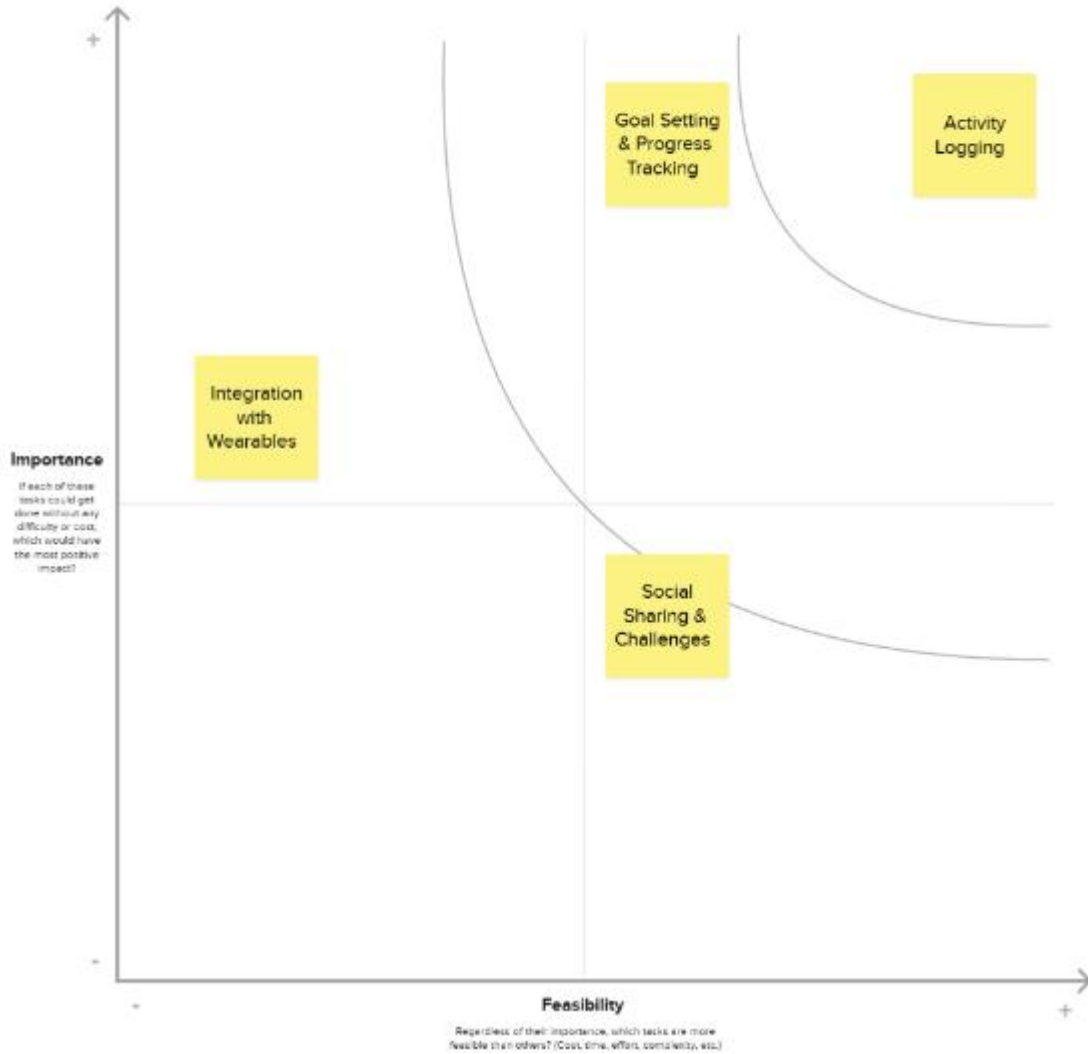 +
Goal Setting
& Progress
Tracking
Activity
Logging
Integration
with
Wearables
Importance
If each of these
tasks could get
done without any
difficulty or cost,
which would have
the most positive
impact?
Social
Sharing &
Challenges
-
-
Feasibility
+
Regardless of their importance, which tasks are more
feasible than others? (Cost, time, effort, complexity, etc.)